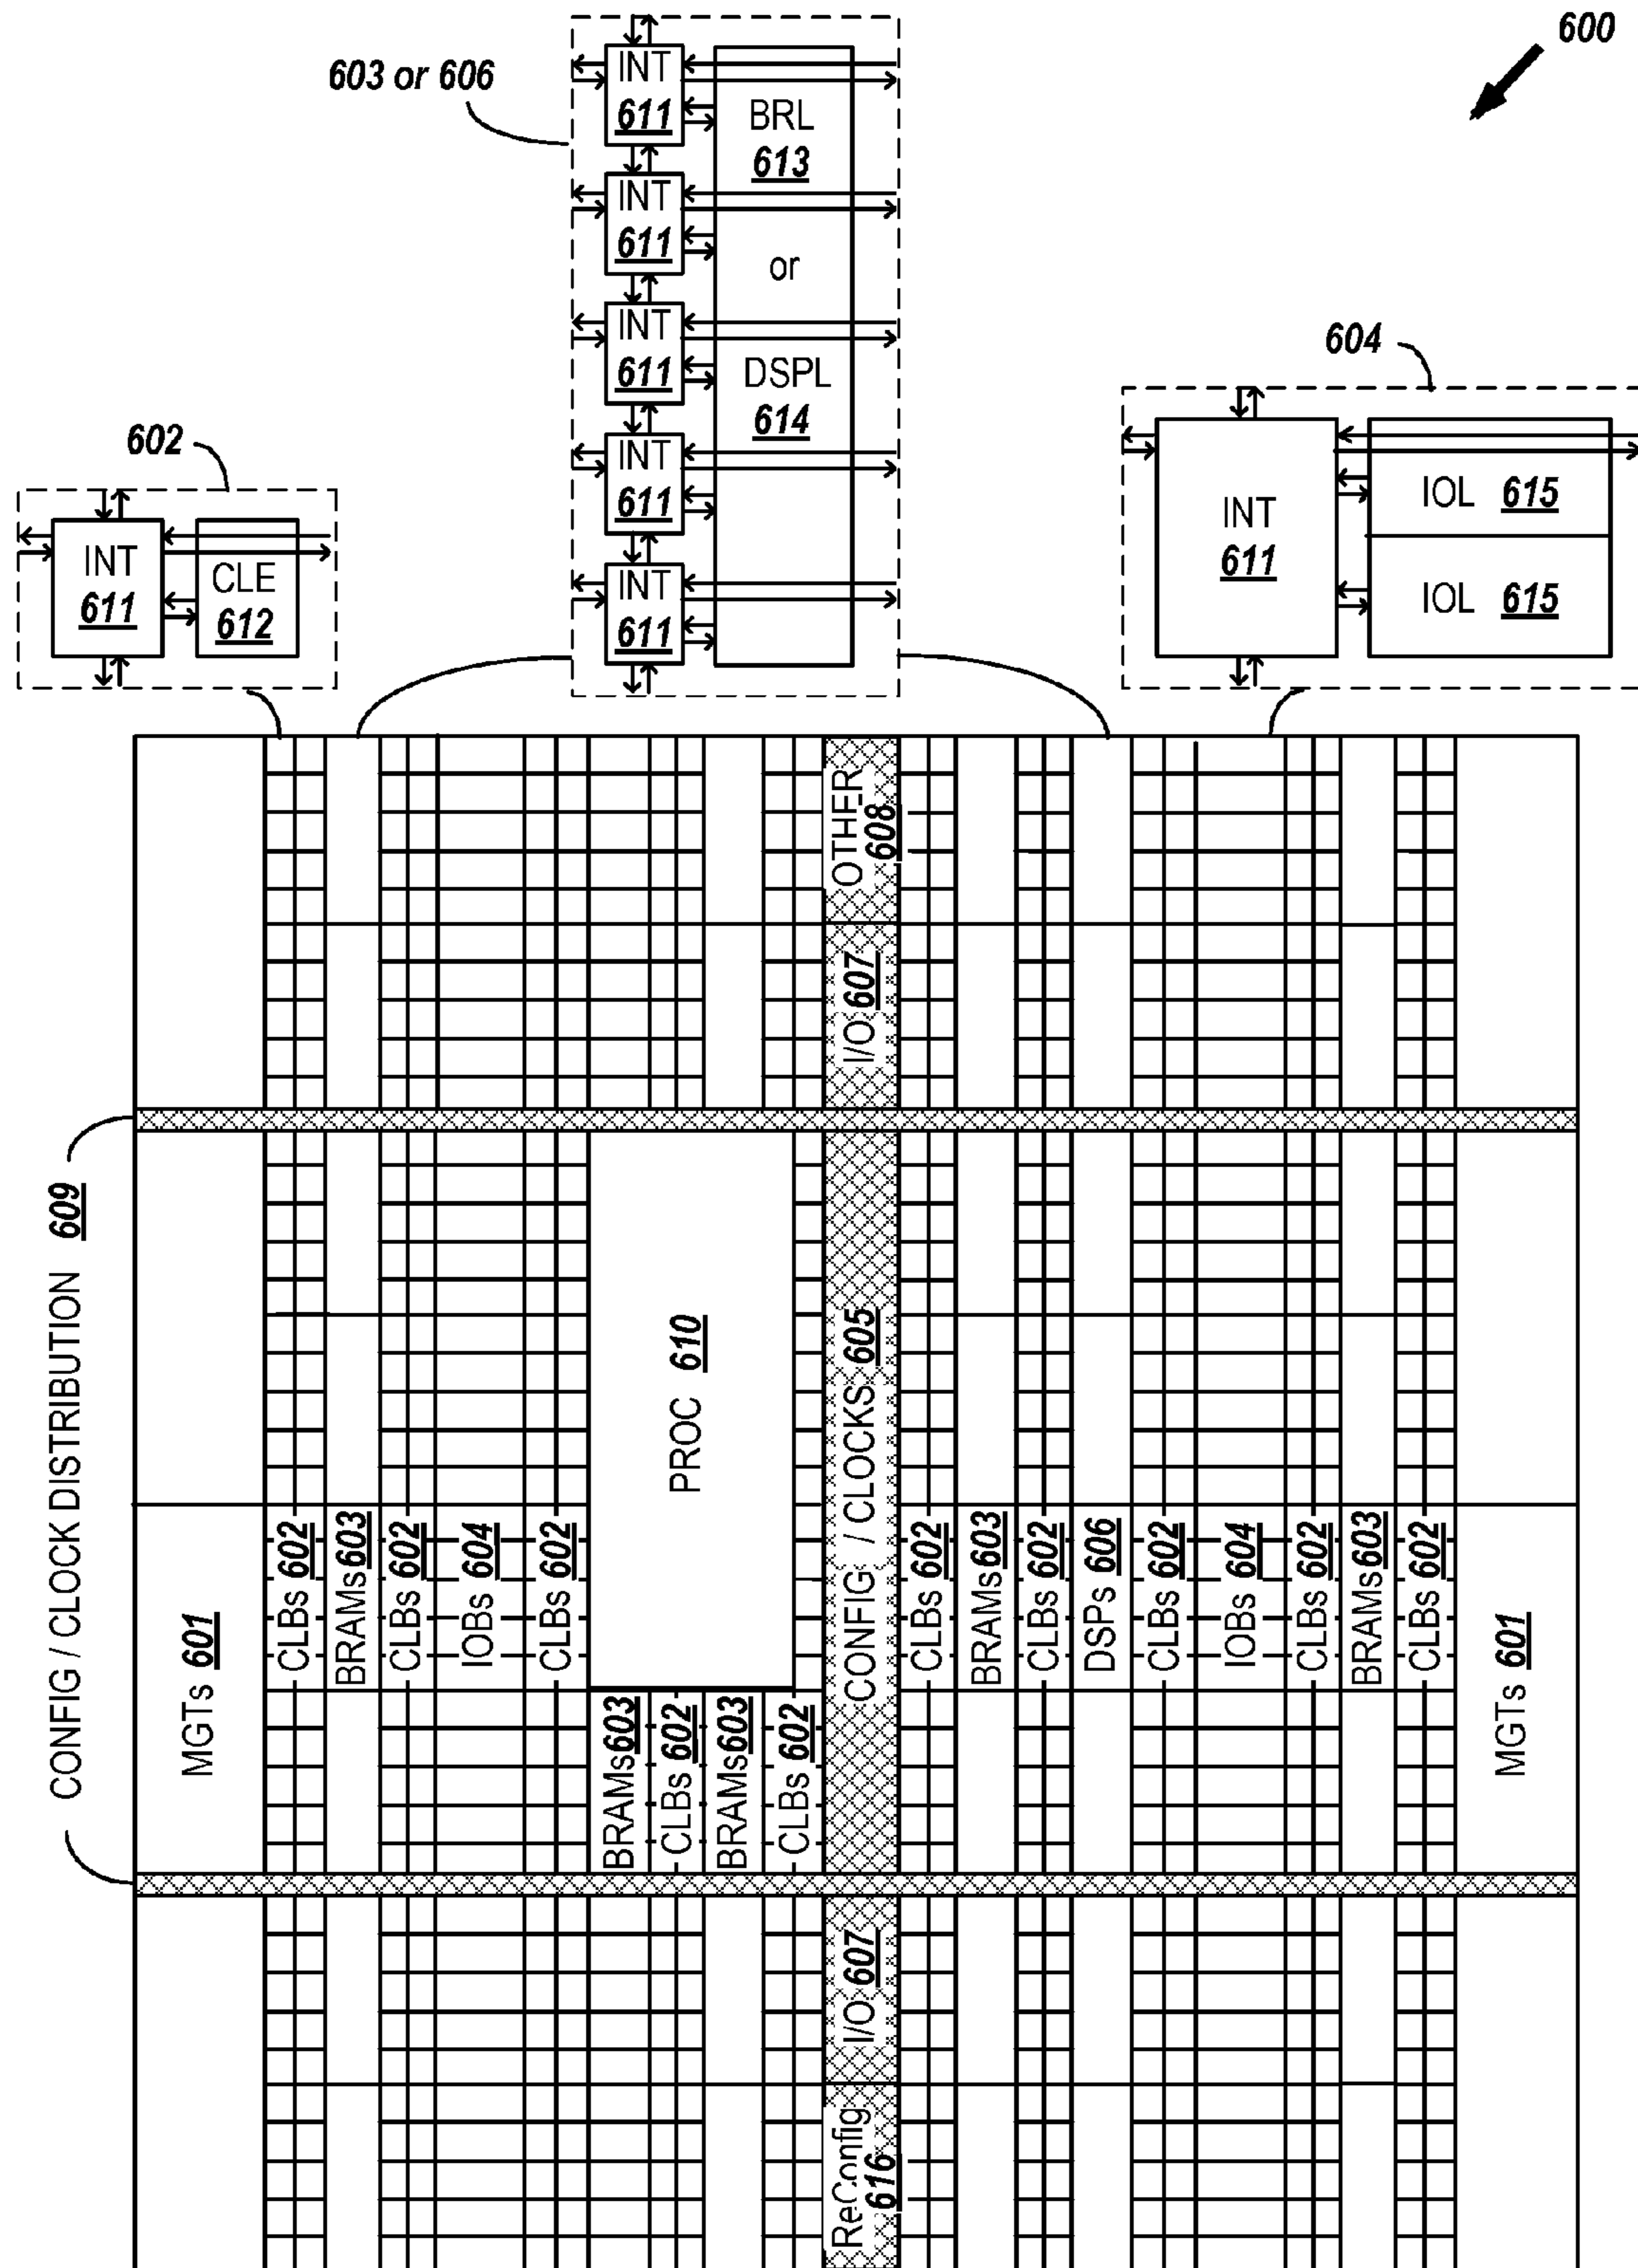 600
603 or 606
INT
611
INT
611
INT
611
INT
611
INT
611
BRL
613
or
DSPL
614
604
INT
611
IOL 615
IOL 615
602
INT
611
CLE
612
OTHER
608
I/O 607
CONFIG / CLOCK DISTRIBUTION 609
PROC 610
CONFIG / CLOCKS 605
MGTs 601
CLBs 602
BRAMs 603
CLBs 602
IOBs 604
CLBs 602
BRAMs 603
CLBs 602
BRAMs 603
CLBs 602
CLBs 602
BRAMs 603
CLBs 602
DSPs 606
CLBs 602
IOBs 604
CLBs 602
BRAMs 603
CLBs 602
MGTs 601
I/O 607
ReConfig
616